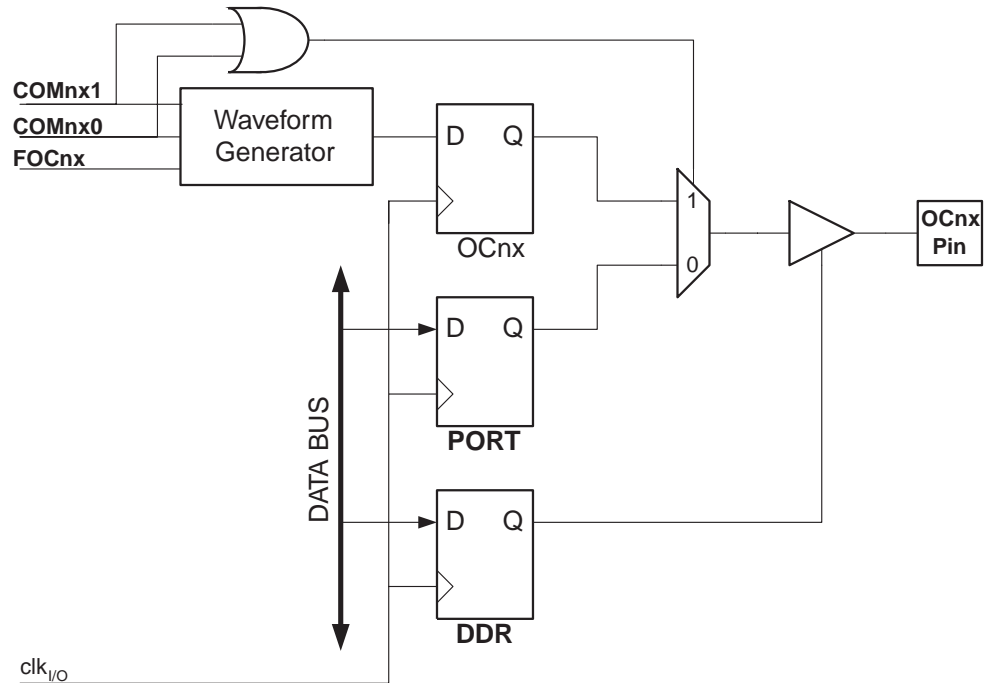 COMnx1
COMnx0
FOCnx
Waveform
Generator
D Q
OCnx
1
0
OCnx
Pin
D Q
PORT
DATA BUS
D Q
DDR
clkI/O